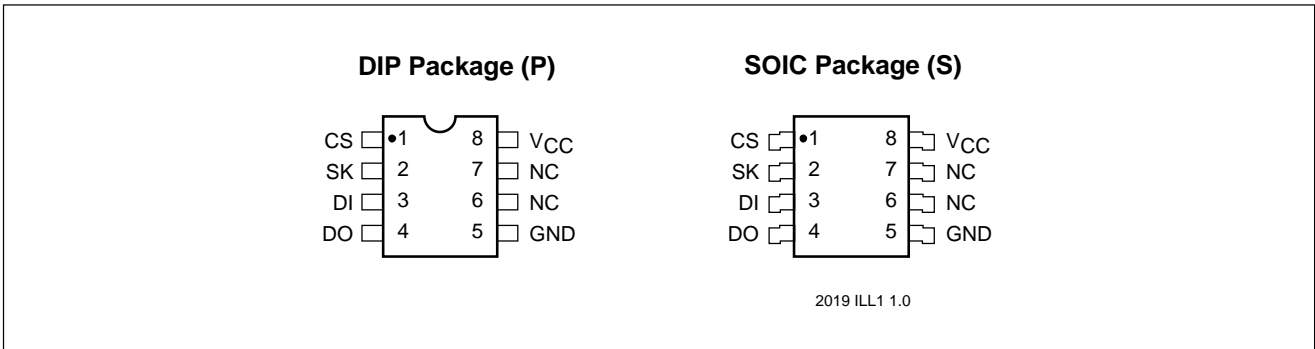 DIP Package (P)
CS 1 8 VCC
SK 2 7 NC
DI 3 6 NC
DO 4 5 GND
SOIC Package (S)
CS 1 8 VCC
SK 2 7 NC
DI 3 6 NC
DO 4 5 GND
2019 ILL1 1.0